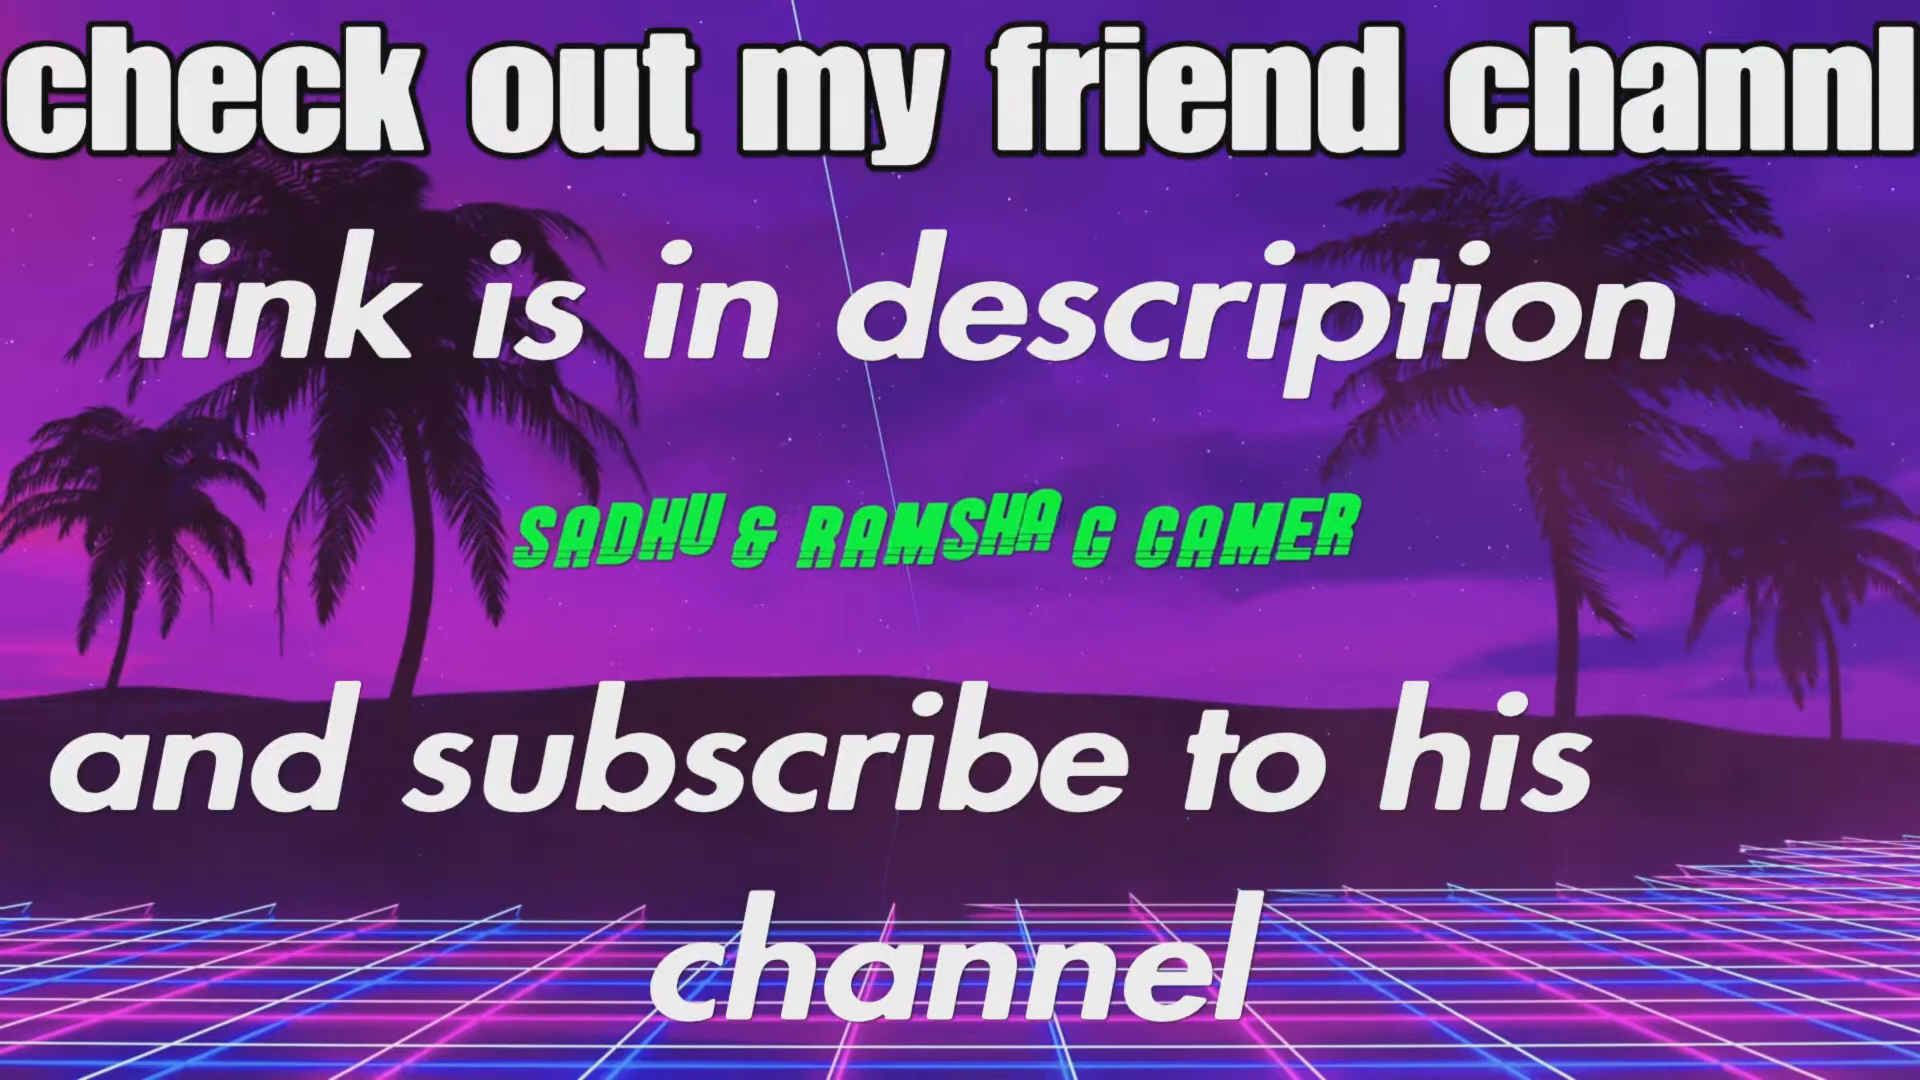 check out my friend channl
link is in description
SADHU & RAMSHA G GAMER
and subscribe to his
channel